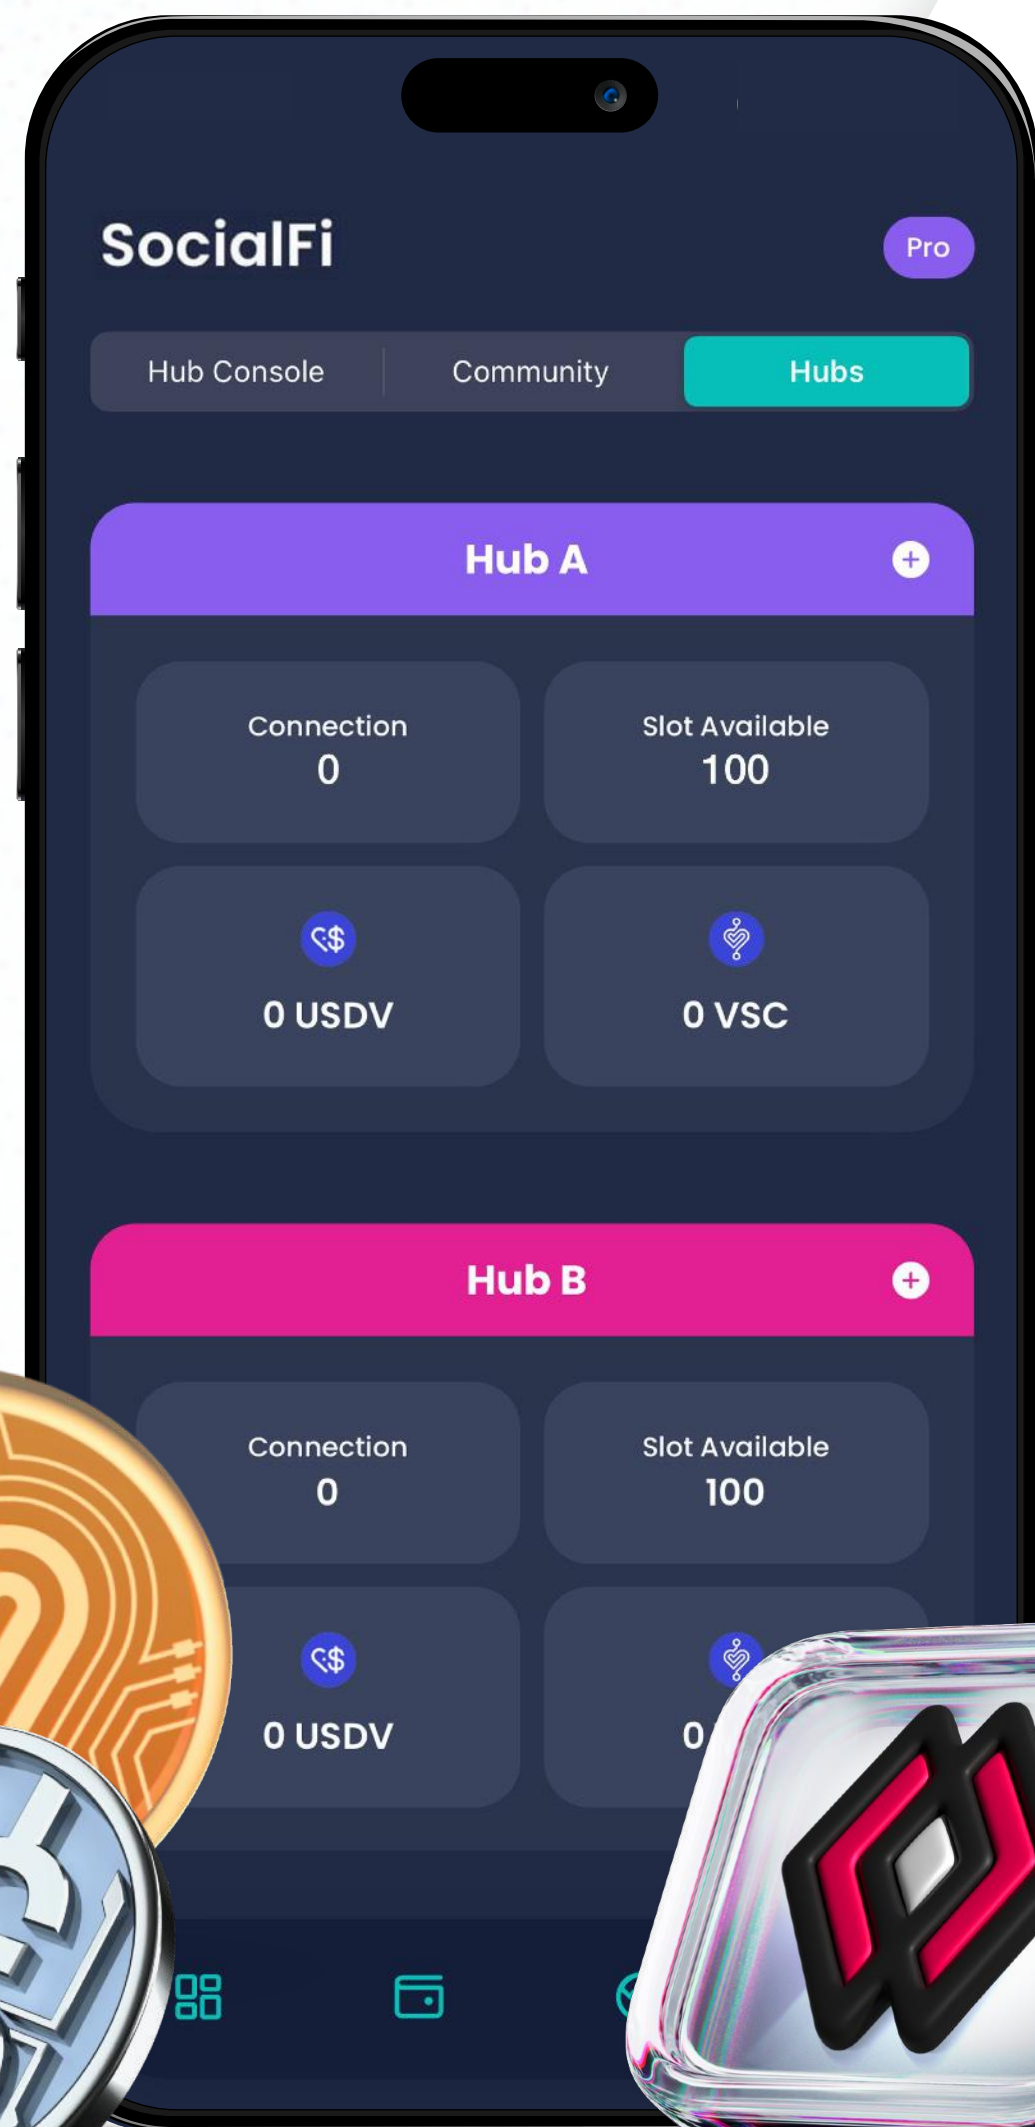 SocialFi
Pro
Hub Console
Community
Hubs
Hub A
Connection
0
Slot Available
100
0 USDV
0 VSC
Hub B
Connection
0
Slot Available
100
0 USDV
0